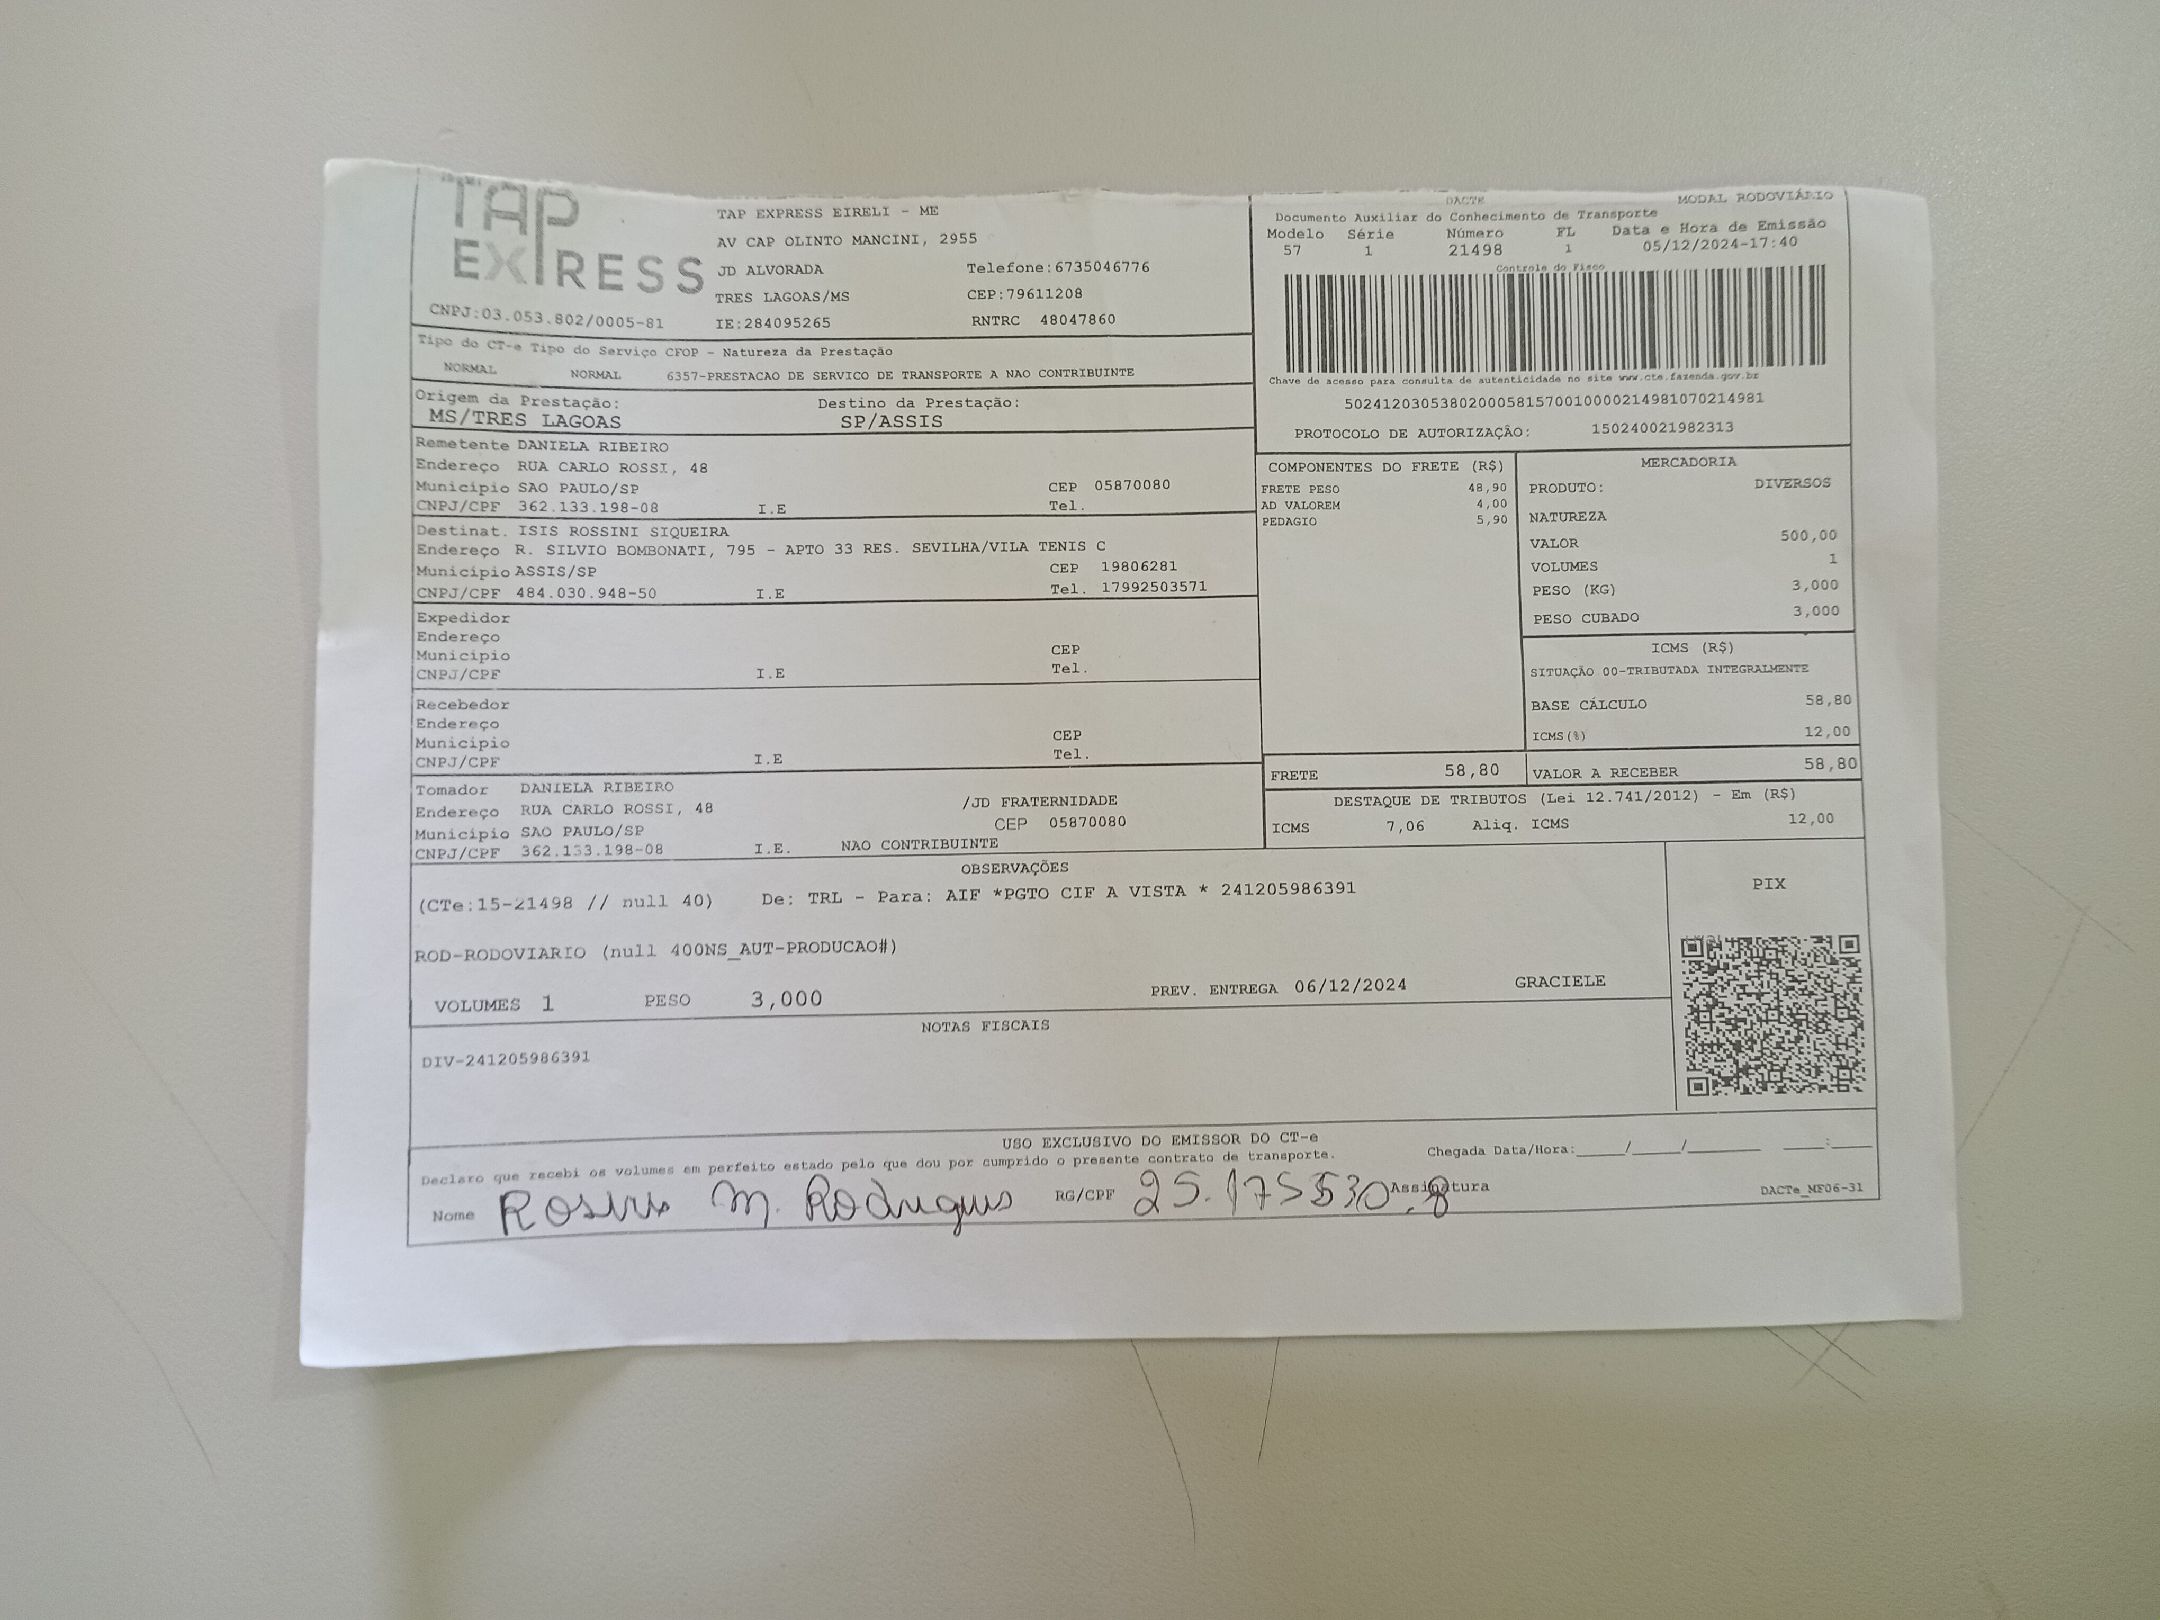 TAP
EXPRESS
CNPJ:03.053.802/0005-81
TAP EXPRESS EIRELI - ME
AV CAP OLINTO MANCINI, 2955
JD ALVORADA Telefone:6735046776
TRES LAGOAS/MS CEP:79611208
IE:284095265 RNTRC 48047860
DACTE MODAL RODOVIÁRIO
Documento Auxiliar do Conhecimento de Transporte
Modelo Série Número FL Data e Hora de Emissão
57 1 21498 1 05/12/2024-17:40
Controle do Fisco
Chave de acesso para consulta de autenticidade no site www.cte.fazenda.gov.br
50241203053802000581570010000214981070214981
PROTOCOLO DE AUTORIZAÇÃO: 150240021982313
Tipo do CT-e Tipo do Serviço CFOP - Natureza da Prestação
NORMAL NORMAL 6357-PRESTACAO DE SERVICO DE TRANSPORTE A NAO CONTRIBUINTE
Origem da Prestação: Destino da Prestação:
MS/TRES LAGOAS SP/ASSIS
Remetente DANIELA RIBEIRO
Endereço RUA CARLO ROSSI, 48
Município SAO PAULO/SP CEP 05870080
CNPJ/CPF 362.133.198-08 I.E Tel.
Destinat. ISIS ROSSINI SIQUEIRA
Endereço R. SILVIO BOMBONATI, 795 - APTO 33 RES. SEVILHA/VILA TENIS C
Município ASSIS/SP CEP 19806281
CNPJ/CPF 484.030.948-50 I.E Tel. 17992503571
Expedidor
Endereço
Município CEP
CNPJ/CPF I.E Tel.
Recebedor
Endereço
Município CEP
CNPJ/CPF I.E Tel.
Tomador DANIELA RIBEIRO
Endereço RUA CARLO ROSSI, 48 /JD FRATERNIDADE
Município SAO PAULO/SP CEP 05870080
CNPJ/CPF 362.133.198-08 I.E. NAO CONTRIBUINTE
COMPONENTES DO FRETE (R$)
FRETE PESO 48,90
AD VALOREM 4,00
PEDAGIO 5,90
MERCADORIA
PRODUTO: DIVERSOS
NATUREZA
VALOR 500,00
VOLUMES 1
PESO (KG) 3,000
PESO CUBADO 3,000
ICMS (R$)
SITUAÇÃO 00-TRIBUTADA INTEGRALMENTE
BASE CÁLCULO 58,80
ICMS(%) 12,00
FRETE 58,80 VALOR A RECEBER 58,80
DESTAQUE DE TRIBUTOS (Lei 12.741/2012) - Em (R$)
ICMS 7,06 Aliq. ICMS 12,00
OBSERVAÇÕES
(CTe:15-21498 // null 40) De: TRL - Para: AIF *PGTO CIF A VISTA * 241205986391
ROD-RODOVIARIO (null 400NS_AUT-PRODUCAO#)
VOLUMES 1 PESO 3,000 PREV. ENTREGA 06/12/2024 GRACIELE
PIX
NOTAS FISCAIS
DIV-241205986391
USO EXCLUSIVO DO EMISSOR DO CT-e
Declaro que recebi os volumes em perfeito estado pelo que dou por cumprido o presente contrato de transporte. Chegada Data/Hora:_____/_____/________ _____:_____
Nome M. Rodrigues RG/CPF 25.175530.8 Assinatura DACTe_MF06-31